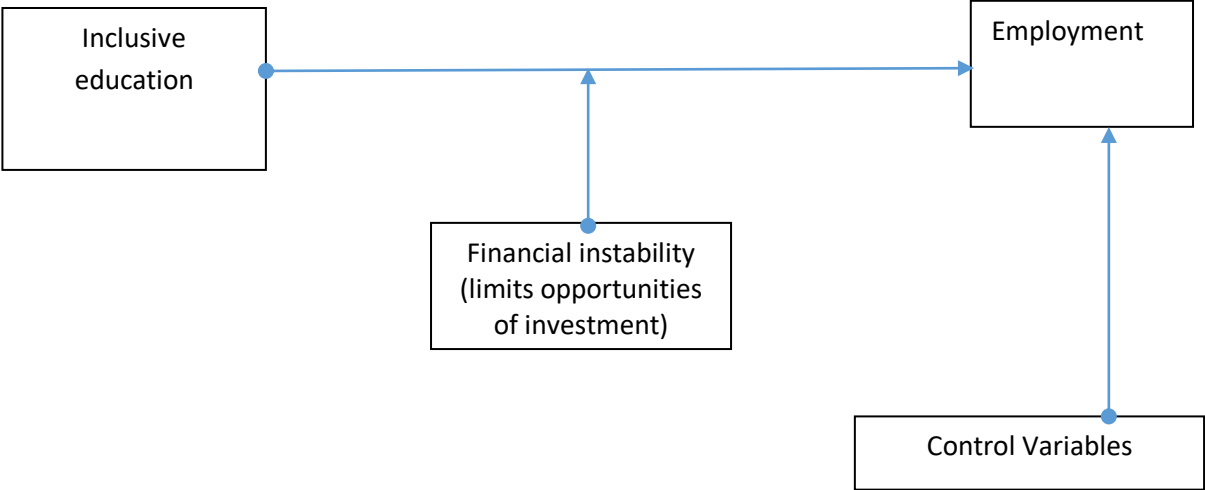 Inclusive
education
Employment
Financial instability
(limits opportunities
of investment)
Control Variables